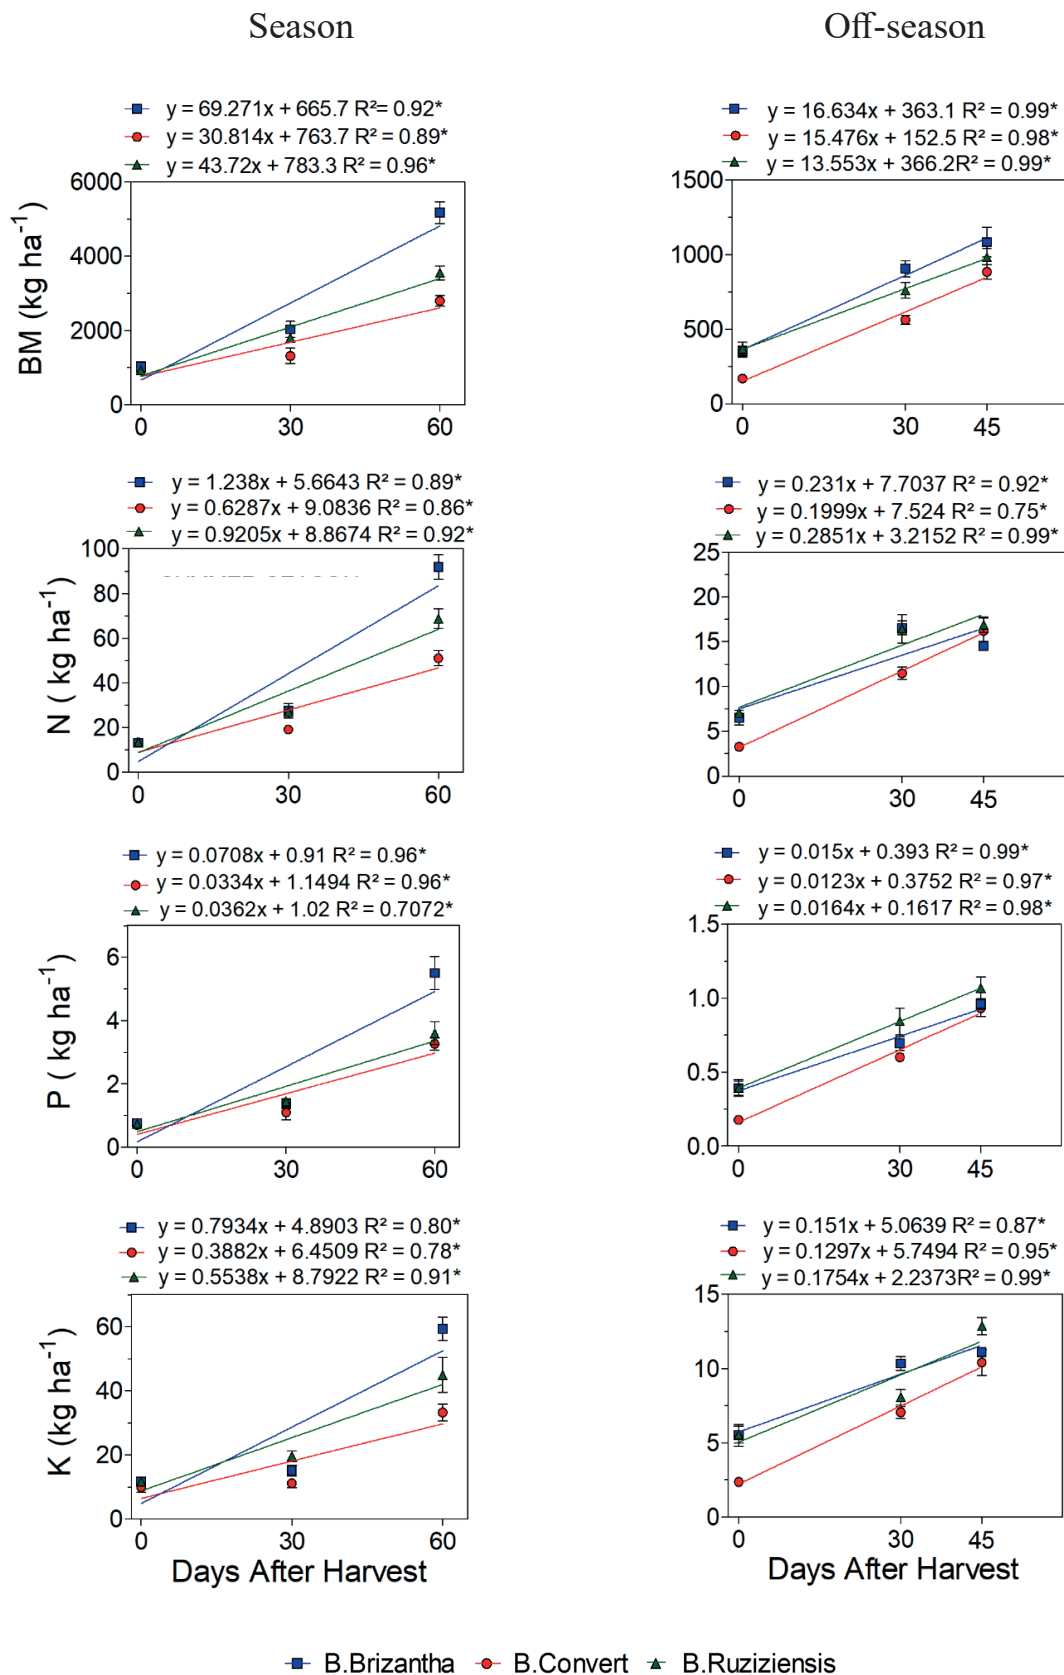 Season
Off-season
y = 69.271x + 665.7 R²= 0.92*
y = 30.814x + 763.7 R² = 0.89*
y = 43.72x + 783.3 R² = 0.96*
BM (kg ha⁻¹)
6000
4000
2000
0
0 30 60
y = 16.634x + 363.1 R² = 0.99*
y = 15.476x + 152.5 R² = 0.98*
y = 13.553x + 366.2R² = 0.99*
1500
1000
500
0
0 30 45
y = 1.238x + 5.6643 R² = 0.89*
y = 0.6287x + 9.0836 R² = 0.86*
y = 0.9205x + 8.8674 R² = 0.92*
N ( kg ha⁻¹)
100
80
60
40
20
0
0 30 60
y = 0.231x + 7.7037 R² = 0.92*
y = 0.1999x + 7.524 R² = 0.75*
y = 0.2851x + 3.2152 R² = 0.99*
25
20
15
10
5
0
0 30 45
y = 0.0708x + 0.91 R² = 0.96*
y = 0.0334x + 1.1494 R² = 0.96*
y = 0.0362x + 1.02 R² = 0.7072*
P ( kg ha⁻¹)
6
4
2
0
0 30 60
y = 0.015x + 0.393 R² = 0.99*
y = 0.0123x + 0.3752 R² = 0.97*
y = 0.0164x + 0.1617 R² = 0.98*
1.5
1.0
0.5
0.0
0 30 45
y = 0.7934x + 4.8903 R² = 0.80*
y = 0.3882x + 6.4509 R² = 0.78*
y = 0.5538x + 8.7922 R² = 0.91*
K (kg ha⁻¹)
60
40
20
0
0 30 60
Days After Harvest
y = 0.151x + 5.0639 R² = 0.87*
y = 0.1297x + 5.7494 R² = 0.95*
y = 0.1754x + 2.2373R² = 0.99*
15
10
5
0
0 30 45
Days After Harvest
B.Brizantha B.Convert B.Ruziziensis